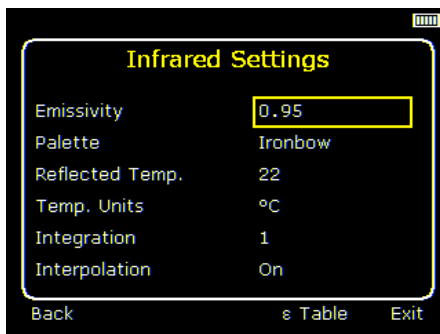 Infrared Settings
Emissivity 0.95
Palette Ironbow
Reflected Temp. 22
Temp. Units ºC
Integration 1
Interpolation On
Back ε Table Exit